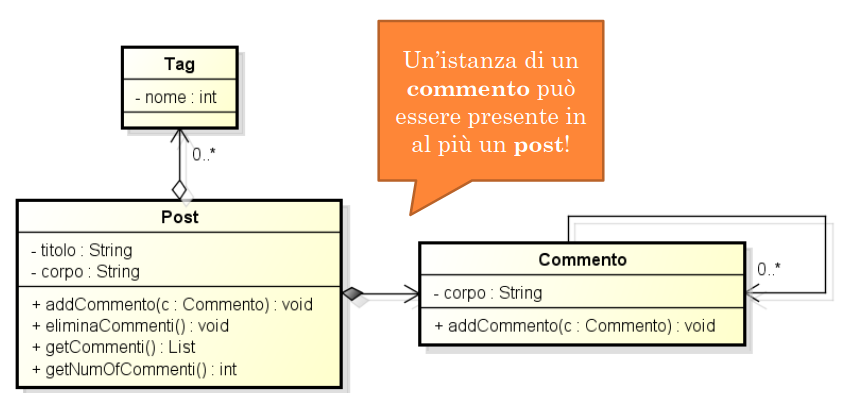 Tag
- nome : int
0..*
Un'istanza di un
commento può
essere presente in
al più un post!
Post
- titolo : String
- corpo : String
+ addCommento(c : Commento) : void
+ eliminaCommenti() : void
+ getCommenti() : List
+ getNumOfCommenti() : int
Commento
- corpo : String
+ addCommento(c : Commento) : void
0..*